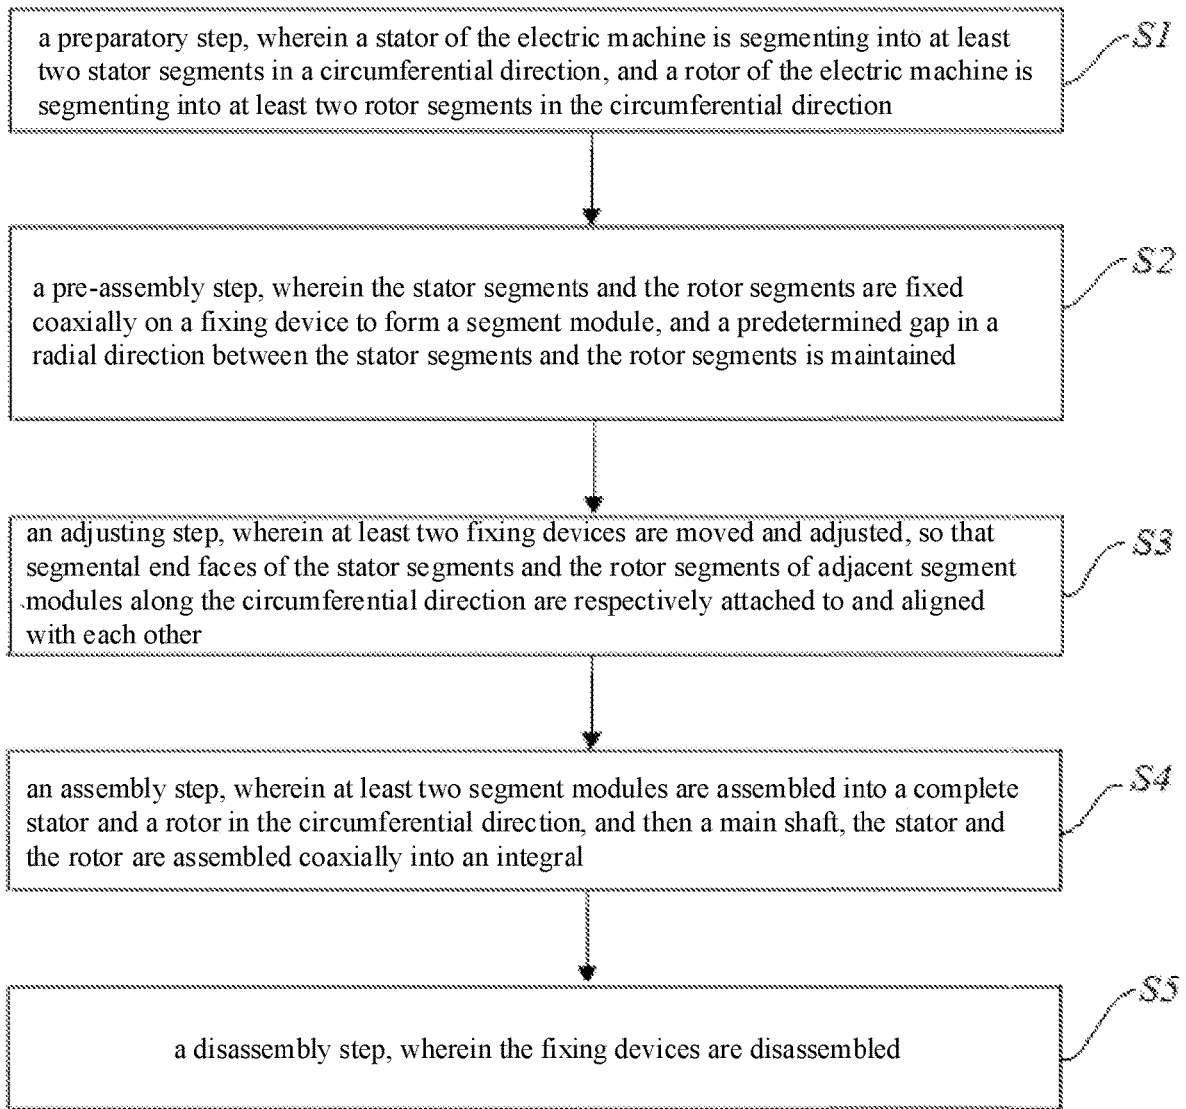 a preparatory step, wherein a stator of the electric machine is segmenting into at least
two stator segments in a circumferential direction, and a rotor of the electric machine is
segmenting into at least two rotor segments in the circumferential direction
S1
a pre-assembly step, wherein the stator segments and the rotor segments are fixed
coaxially on a fixing device to form a segment module, and a predetermined gap in a
radial direction between the stator segments and the rotor segments is maintained
S2
an adjusting step, wherein at least two fixing devices are moved and adjusted, so that
segmental end faces of the stator segments and the rotor segments of adjacent segment
modules along the circumferential direction are respectively attached to and aligned
with each other
S3
an assembly step, wherein at least two segment modules are assembled into a complete
stator and a rotor in the circumferential direction, and then a main shaft, the stator and
the rotor are assembled coaxially into an integral
S4
a disassembly step, wherein the fixing devices are disassembled
S5